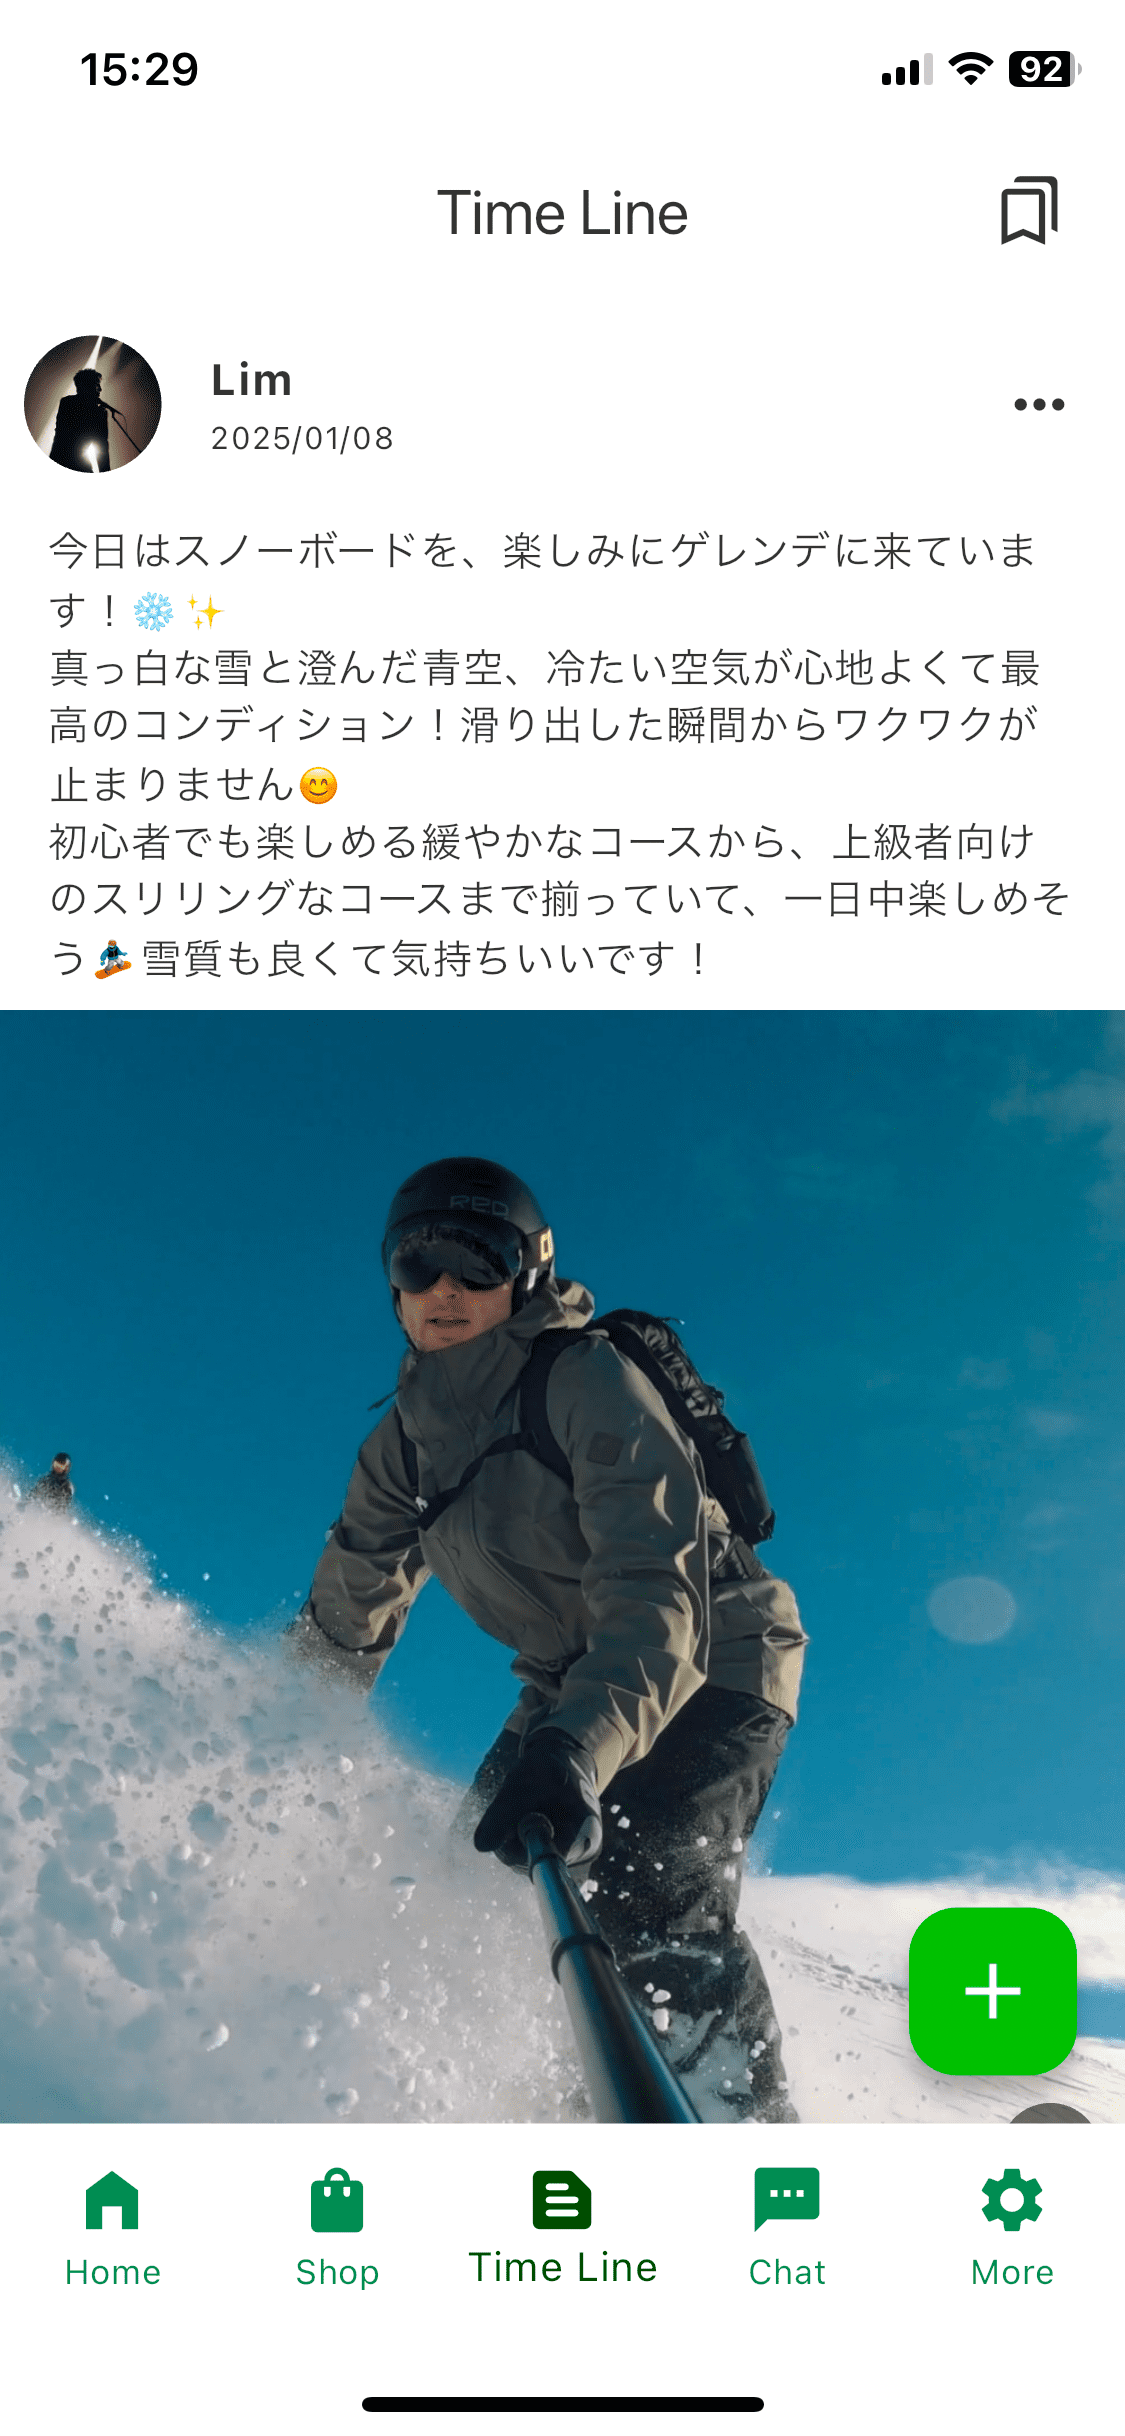 15:29
92
Time Line
Lim
2025/01/08
今日はスノーボードを、楽しみにゲレンデに来ていま
す！❄️✨
真っ白な雪と澄んだ青空、冷たい空気が心地よくて最
高のコンディション！滑り出した瞬間からワクワクが
止まりません😊
初心者でも楽しめる緩やかなコースから、上級者向け
のスリリングなコースまで揃っていて、一日中楽しめそ
う🏂雪質も良くて気持ちいいです！
RED
Home
Shop
Time Line
Chat
More